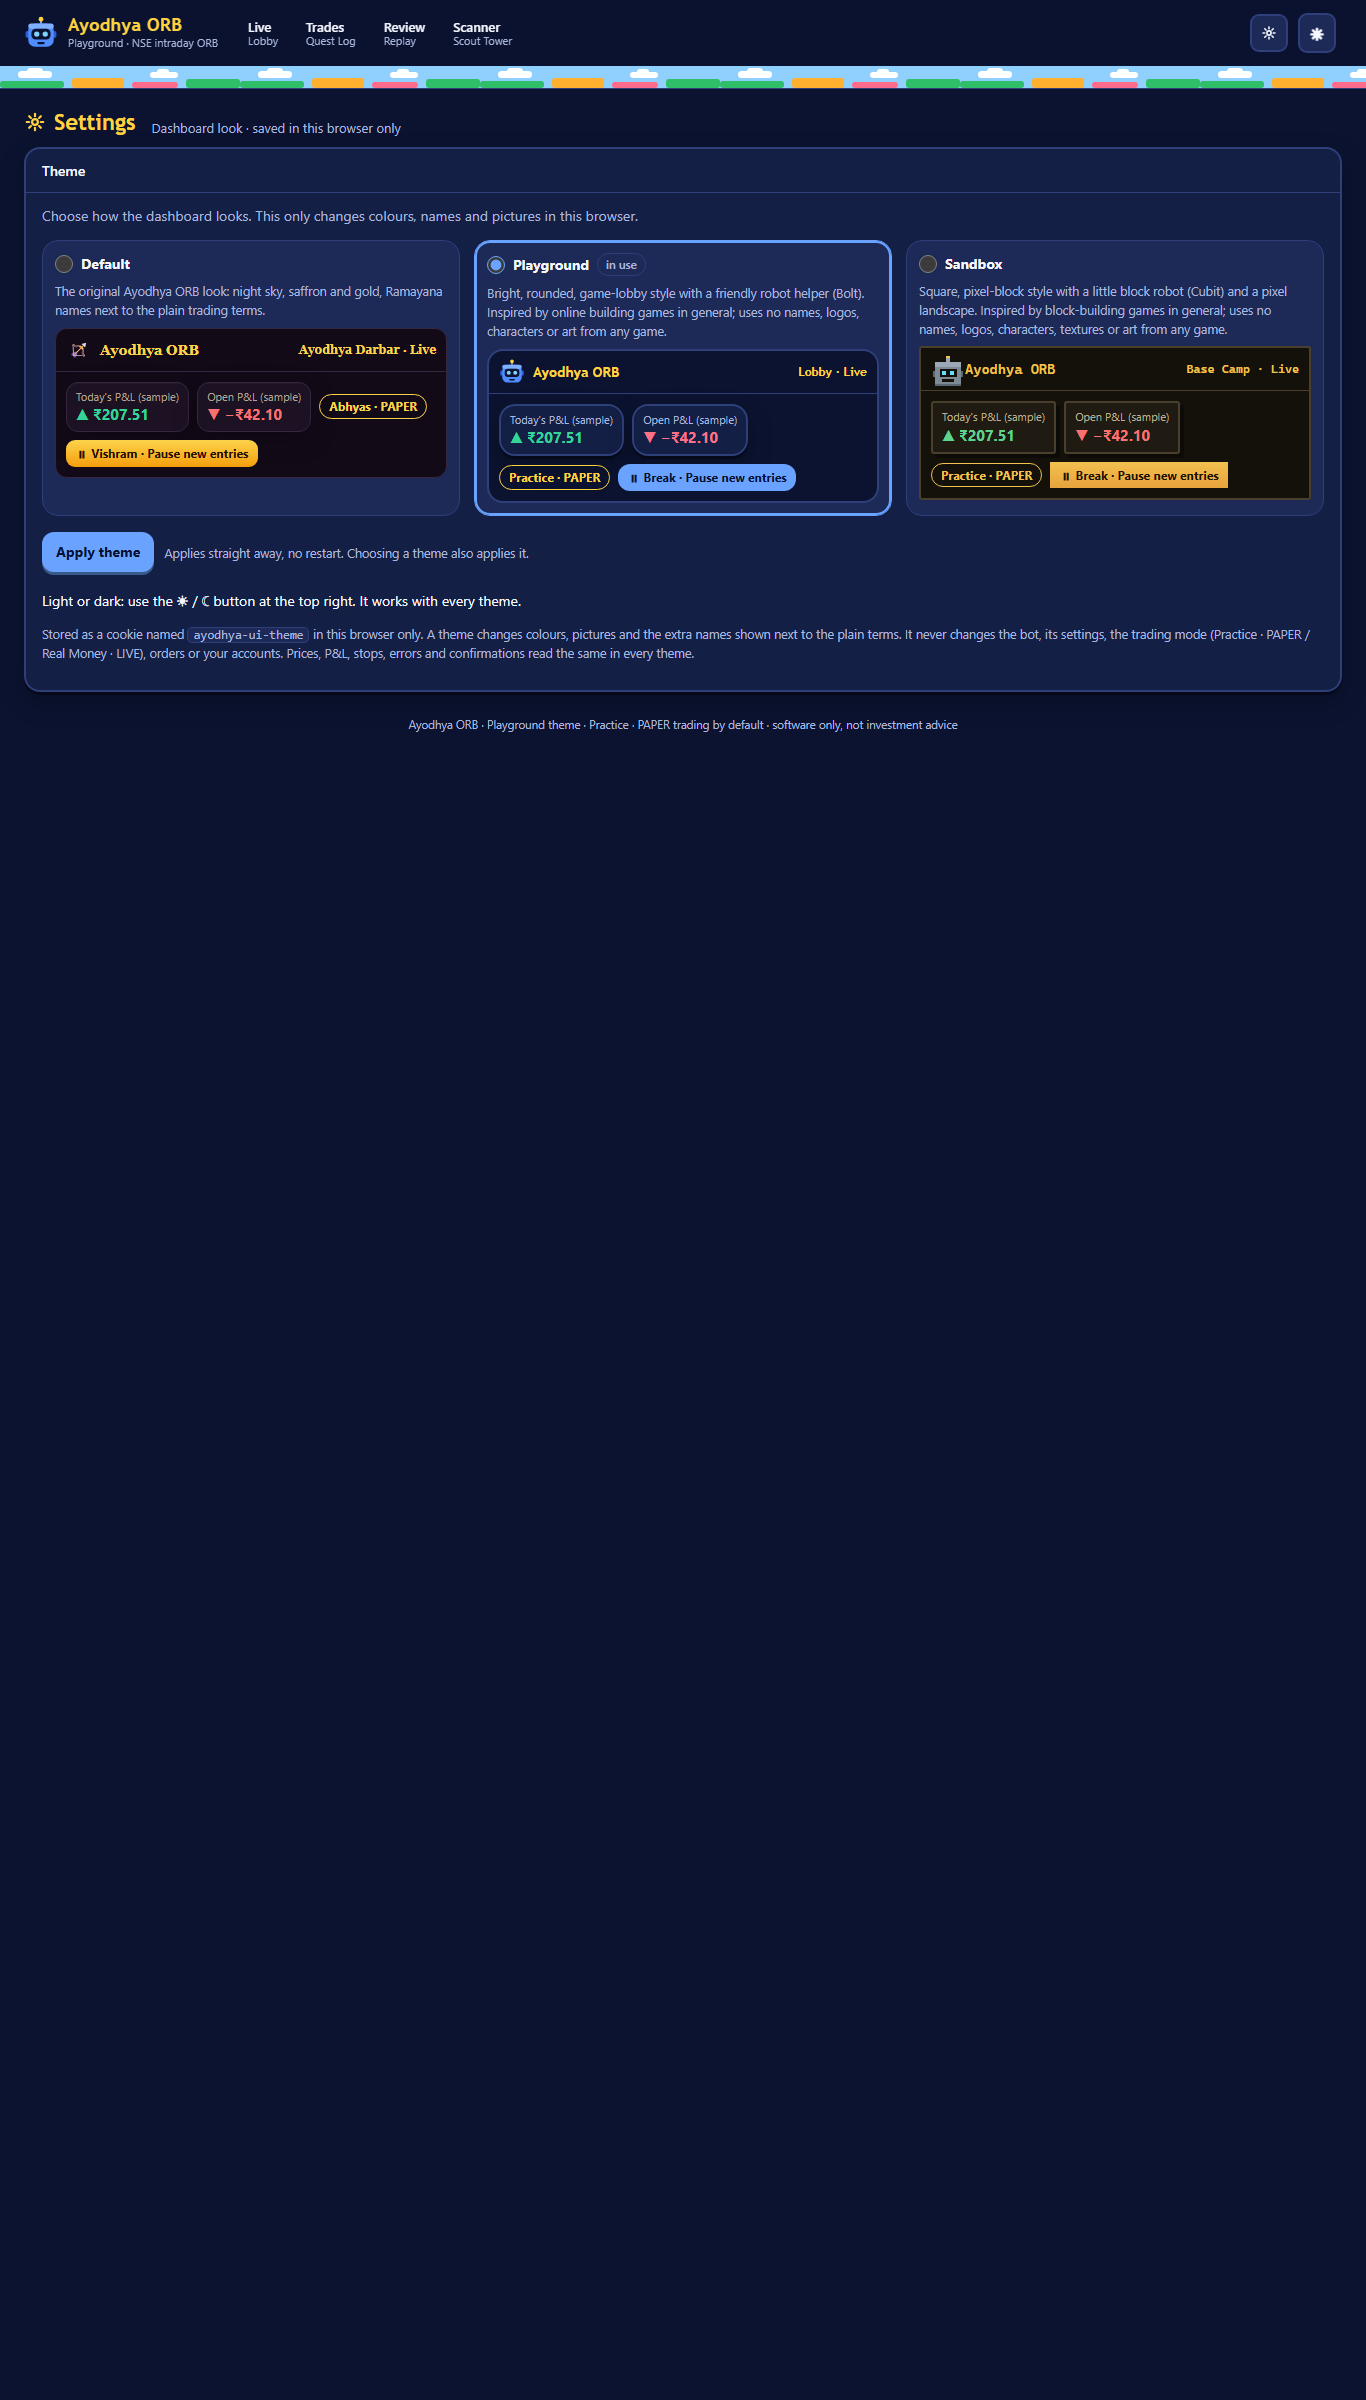 Ayodhya ORB
Playground · NSE intraday ORB
Live
Lobby
Trades
Quest Log
Review
Replay
Scanner
Scout Tower
Settings
Dashboard look · saved in this browser only
Theme
Choose how the dashboard looks. This only changes colours, names and pictures in this browser.
Default
The original Ayodhya ORB look: night sky, saffron and gold, Ramayana
names next to the plain trading terms.
Ayodhya ORB
Ayodhya Darbar · Live
Today's P&L (sample)
▲ ₹207.51
Open P&L (sample)
▼ −₹42.10
Abhyas · PAPER
⏸ Vishram · Pause new entries
Playground
in use
Bright, rounded, game-lobby style with a friendly robot helper (Bolt).
Inspired by online building games in general; uses no names, logos,
characters or art from any game.
Ayodhya ORB
Lobby · Live
Today's P&L (sample)
▲ ₹207.51
Open P&L (sample)
▼ −₹42.10
Practice · PAPER
⏸ Break · Pause new entries
Sandbox
Square, pixel-block style with a little block robot (Cubit) and a pixel
landscape. Inspired by block-building games in general; uses no
names, logos, characters, textures or art from any game.
Ayodhya ORB
Base Camp · Live
Today's P&L (sample)
▲ ₹207.51
Open P&L (sample)
▼ −₹42.10
Practice · PAPER
⏸ Break · Pause new entries
Apply theme
Applies straight away, no restart. Choosing a theme also applies it.
Light or dark: use the ☀ / ☾ button at the top right. It works with every theme.
Stored as a cookie named ayodhya-ui-theme in this browser only. A theme changes colours, pictures and the extra names shown next to the plain terms. It never changes the bot, its settings, the trading mode (Practice · PAPER /
Real Money · LIVE), orders or your accounts. Prices, P&L, stops, errors and confirmations read the same in every theme.
Ayodhya ORB · Playground theme · Practice · PAPER trading by default · software only, not investment advice